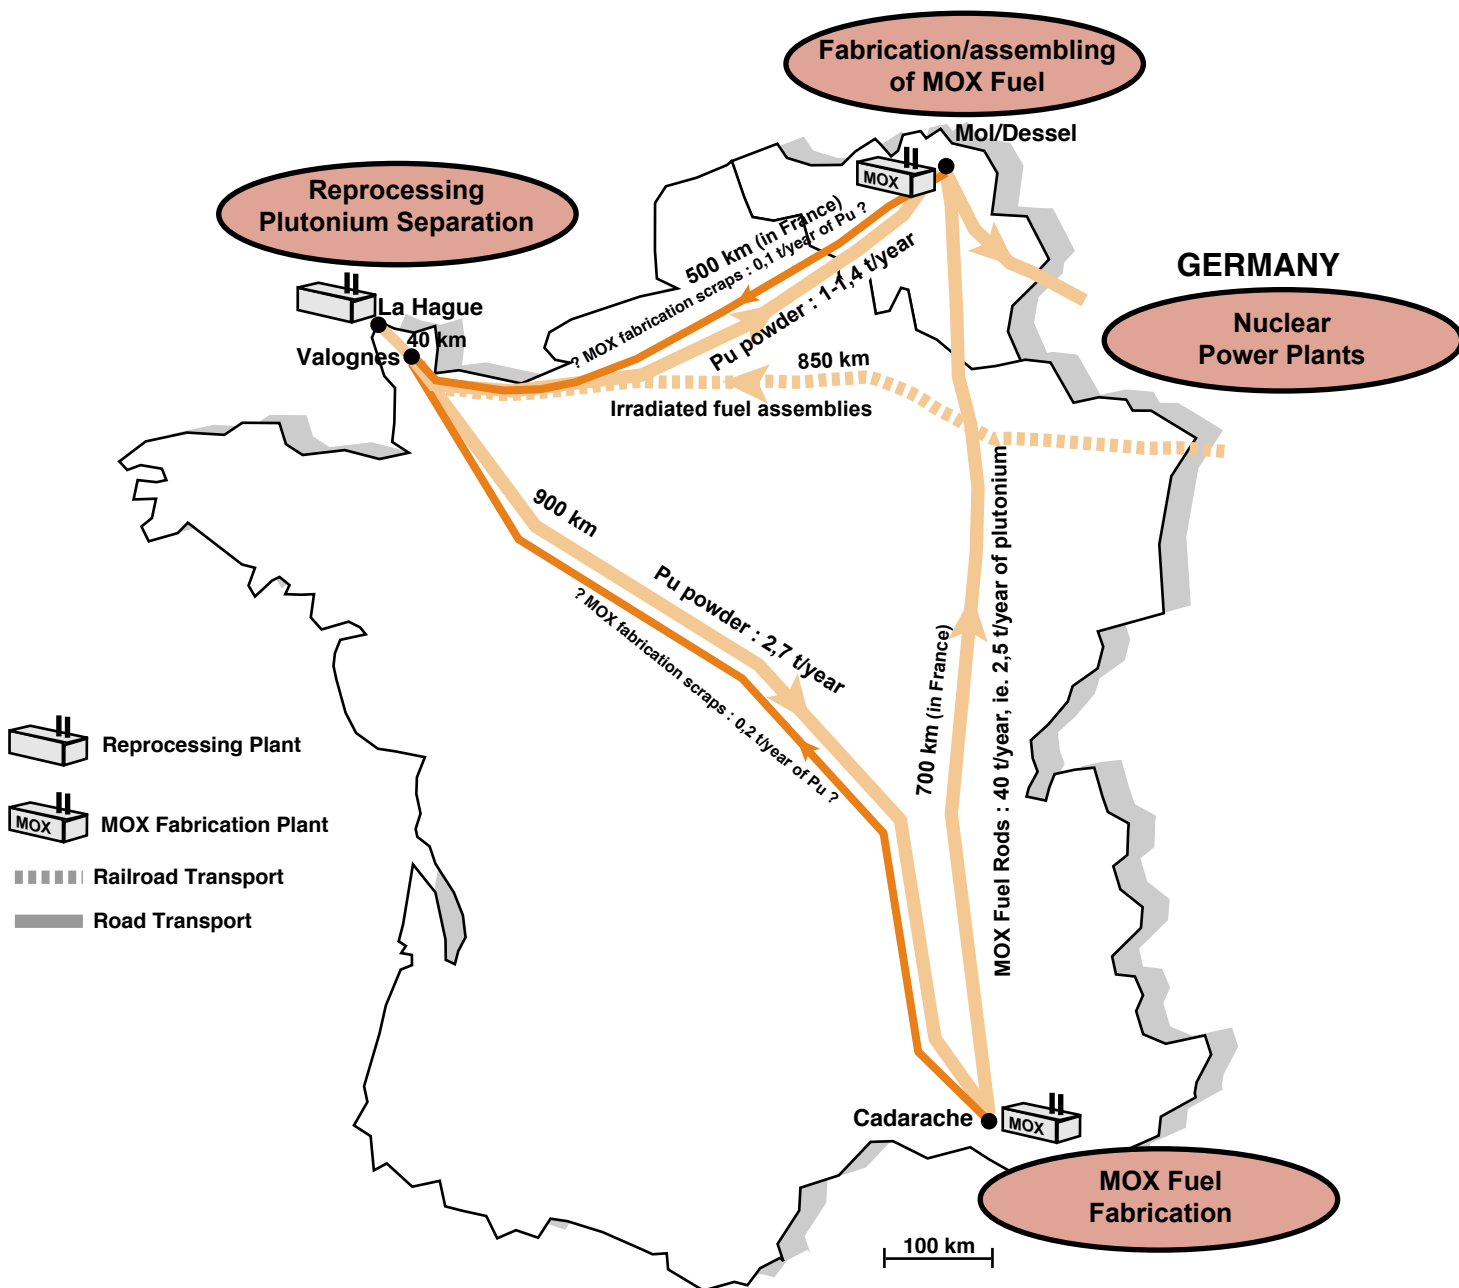 Fabrication/assembling
of MOX Fuel
Mol/Dessel
MOX
Reprocessing
Plutonium Separation
La Hague
40 km
Valognes
500 km (in France)
? MOX fabrication scraps : 0,1 t/year of Pu ?
Pu powder : 1-1,4 t/year
GERMANY
Nuclear
Power Plants
850 km
Irradiated fuel assemblies
900 km
Pu powder : 2,7 t/year
? MOX fabrication scraps : 0,2 t/year of Pu ?
700 km (in France)
MOX Fuel Rods : 40 t/year, ie. 2,5 t/year of plutonium
Reprocessing Plant
MOX
MOX Fabrication Plant
Railroad Transport
Road Transport
Cadarache
MOX
MOX Fuel
Fabrication
100 km